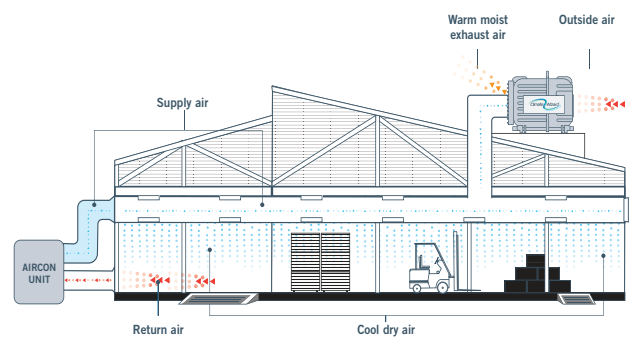 Warm moist
exhaust air
Outside air
Supply air
AIRCON
UNIT
Return air
Cool dry air